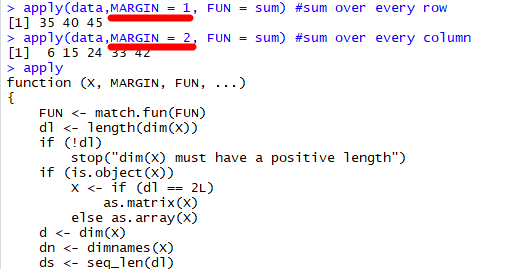 > apply(data,MARGIN = 1, FUN = sum) #sum over every row
[1] 35 40 45
> apply(data,MARGIN = 2, FUN = sum) #sum over every column
[1]  6 15 24 33 42
> apply
function (X, MARGIN, FUN, ...)
{
    FUN <- match.fun(FUN)
    dl <- length(dim(X))
    if (!dl)
        stop("dim(X) must have a positive length")
    if (is.object(X))
        X <- if (dl == 2L)
            as.matrix(X)
        else as.array(X)
    d <- dim(X)
    dn <- dimnames(X)
    ds <- seq_len(dl)